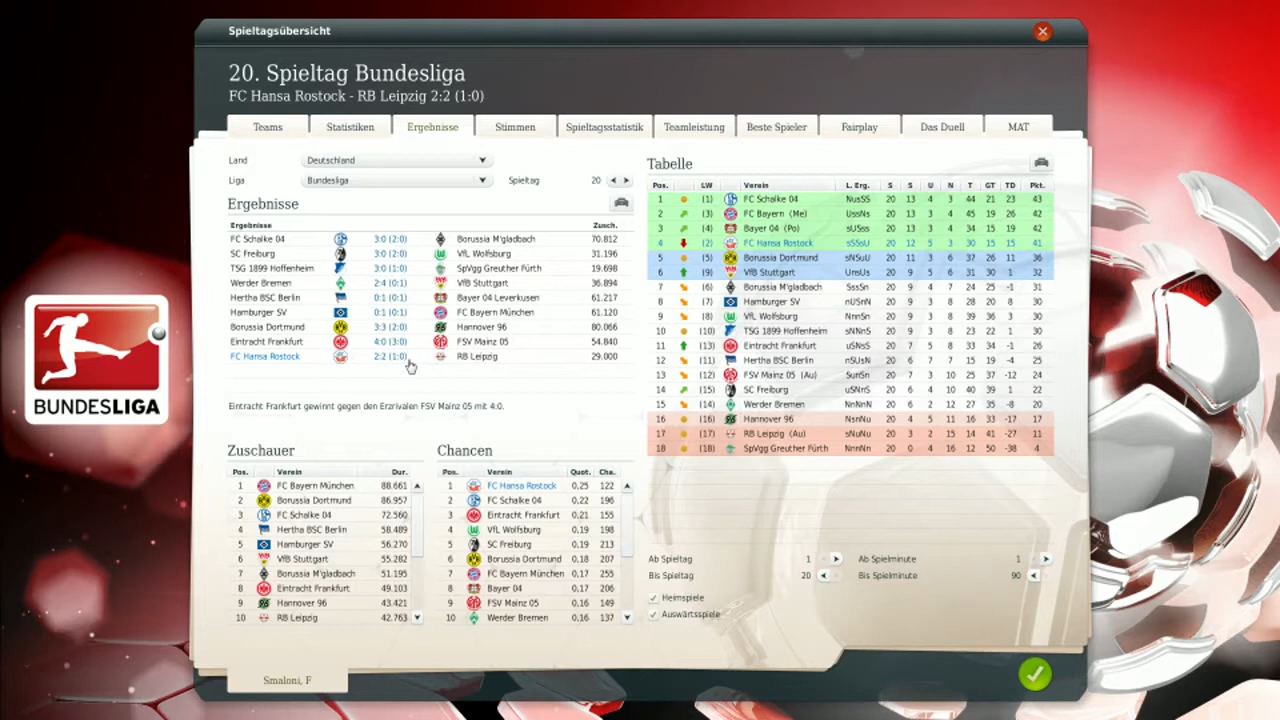 Spieltagsübersicht
20. Spieltag Bundesliga
FC Hansa Rostock - RB Leipzig 2:2 (1:0)
Teams Statistiken Ergebnisse Stimmen Spieltagsstatistik Teamleistung Beste Spieler Fairplay Das Duell MAT
Land Deutschland
Liga Bundesliga Spieltag 20
Ergebnisse
Ergebnisse Zusch.
FC Schalke 04 3:0 (2:0) Borussia M'gladbach 70.812
SC Freiburg 3:0 (2:0) VfL Wolfsburg 31.196
TSG 1899 Hoffenheim 3:0 (1:0) SpVgg Greuther Fürth 19.698
Werder Bremen 2:4 (0:1) VfB Stuttgart 36.894
Hertha BSC Berlin 0:1 (0:1) Bayer 04 Leverkusen 61.217
Hamburger SV 0:1 (0:1) FC Bayern München 61.120
Borussia Dortmund 3:3 (2:0) Hannover 96 80.066
Eintracht Frankfurt 4:0 (3:0) FSV Mainz 05 54.840
FC Hansa Rostock 2:2 (1:0) RB Leipzig 29.000
Eintracht Frankfurt gewinnt gegen den Erzrivalen FSV Mainz 05 mit 4:0.
Zuschauer
Pos. Verein Dur.
1 FC Bayern München 88.661
2 Borussia Dortmund 86.957
3 FC Schalke 04 72.560
4 Hertha BSC Berlin 58.489
5 Hamburger SV 56.270
6 VfB Stuttgart 55.282
7 Borussia M'gladbach 51.195
8 Eintracht Frankfurt 49.103
9 Hannover 96 43.421
10 RB Leipzig 42.763
Chancen
Pos. Verein Quot. Cha.
1 FC Hansa Rostock 0,25 122
2 FC Schalke 04 0,22 196
3 Eintracht Frankfurt 0,21 155
4 VfL Wolfsburg 0,19 198
5 SC Freiburg 0,19 213
6 Borussia Dortmund 0,18 207
7 FC Bayern München 0,17 255
8 Bayer 04 0,17 206
9 FSV Mainz 05 0,16 149
10 Werder Bremen 0,16 137
Tabelle
Pos. LW Verein L. Erg. S S U N T GT TD Pkt.
1 (1) FC Schalke 04 NusSS 20 13 4 3 44 21 23 43
2 (3) FC Bayern (Me) UssNs 20 13 3 4 45 19 26 42
3 (4) Bayer 04 (Po) sUSss 20 13 3 4 34 15 19 42
4 (2) FC Hansa Rostock sSSsU 20 12 5 3 30 15 15 41
5 (5) Borussia Dortmund sNSuU 20 11 3 6 37 26 11 36
6 (9) VfB Stuttgart UnsUs 20 9 5 6 31 30 1 32
7 (6) Borussia M'gladbach SssSn 20 9 4 7 24 25 -1 31
8 (7) Hamburger SV nUSnN 20 9 3 8 28 20 8 30
9 (8) VfL Wolfsburg NnnSn 20 9 3 8 39 36 3 30
10 (10) TSG 1899 Hoffenheim sNNnS 20 9 3 8 23 22 1 30
11 (13) Eintracht Frankfurt uSNsS 20 7 5 8 33 34 -1 26
12 (11) Hertha BSC Berlin nSUsN 20 6 7 7 15 19 -4 25
13 (12) FSV Mainz 05 (Au) SunSn 20 7 3 10 25 37 -12 24
14 (15) SC Freiburg uSNnS 20 6 4 10 40 39 1 22
15 (14) Werder Bremen NnNnN 20 6 2 12 27 35 -8 20
16 (16) Hannover 96 NsnNu 20 4 5 11 16 33 -17 17
17 (17) RB Leipzig (Au) sNuNu 20 3 2 15 14 41 -27 11
18 (18) SpVgg Greuther Fürth NnnNn 20 0 4 16 12 50 -38 4
Ab Spieltag 1 Ab Spielminute 1
Bis Spieltag 20 Bis Spielminute 90
Heimspiele
Auswärtsspiele
Smaloni, F
BUNDESLIGA